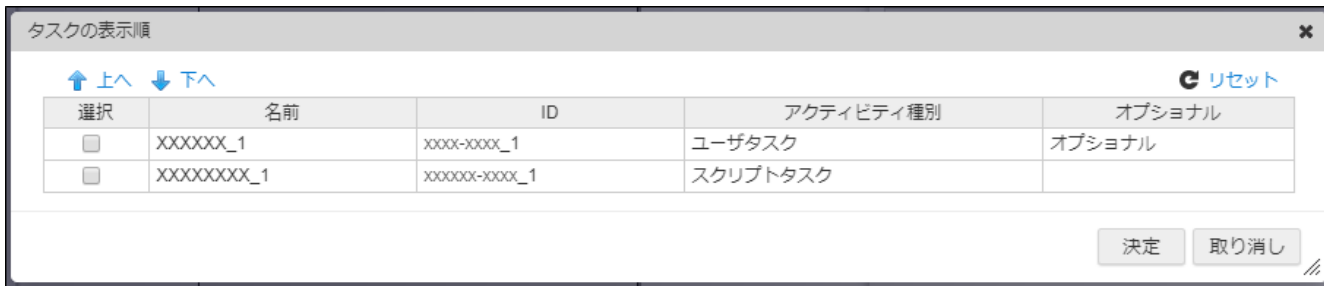 タスクの表示順
上へ 下へ リセット
選択 名前 ID アクティビティ種別 オプショナル
XXXXXX_1 xxxx-xxxx_1 ユーザタスク オプショナル
XXXXXXXX_1 xxxxxx-xxxx_1 スクリプトタスク
決定 取り消し